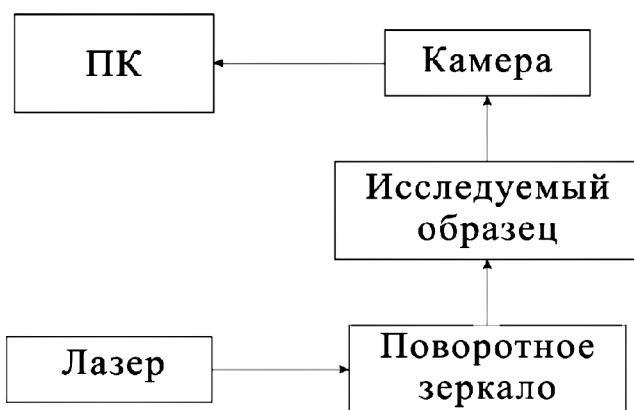 ПК
Камера
Исследуемый
образец
Лазер
Поворотное
зеркало